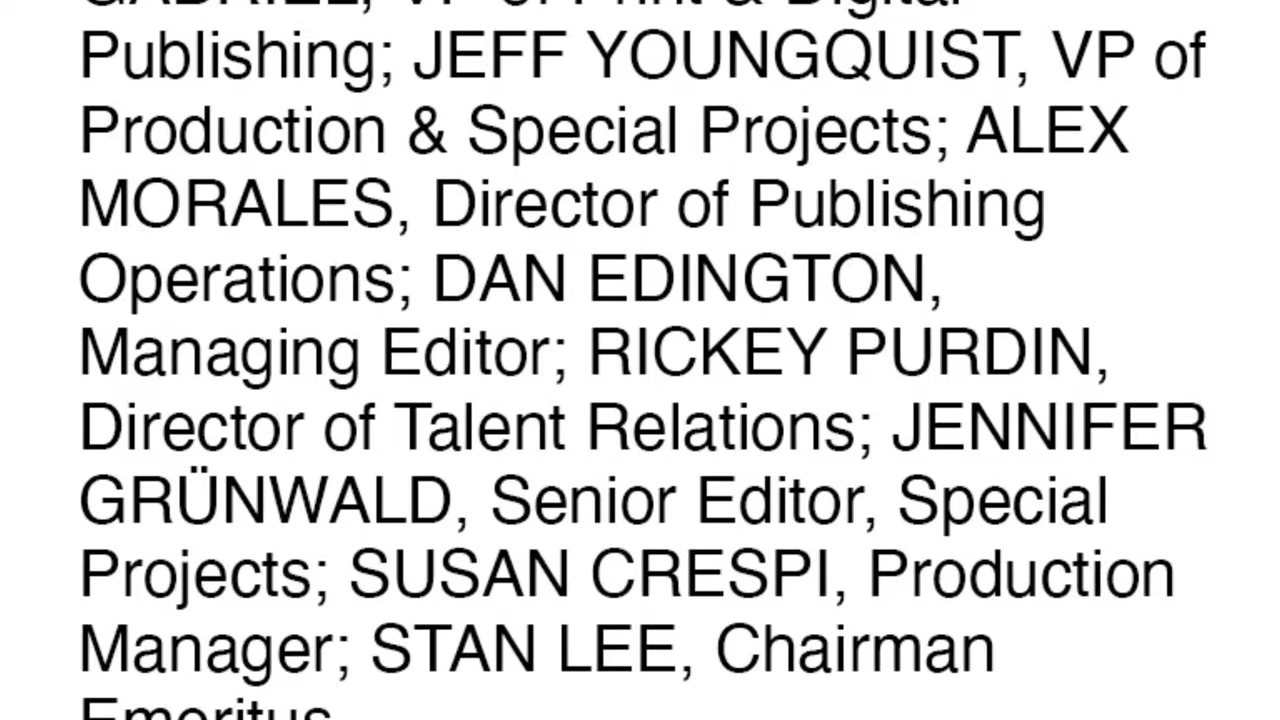 GABRIEL, VP of Print & Digital
Publishing; JEFF YOUNGQUIST, VP of
Production & Special Projects; ALEX
MORALES, Director of Publishing
Operations; DAN EDINGTON,
Managing Editor; RICKEY PURDIN,
Director of Talent Relations; JENNIFER
GRÜNWALD, Senior Editor, Special
Projects; SUSAN CRESPI, Production
Manager; STAN LEE, Chairman
Emeritus